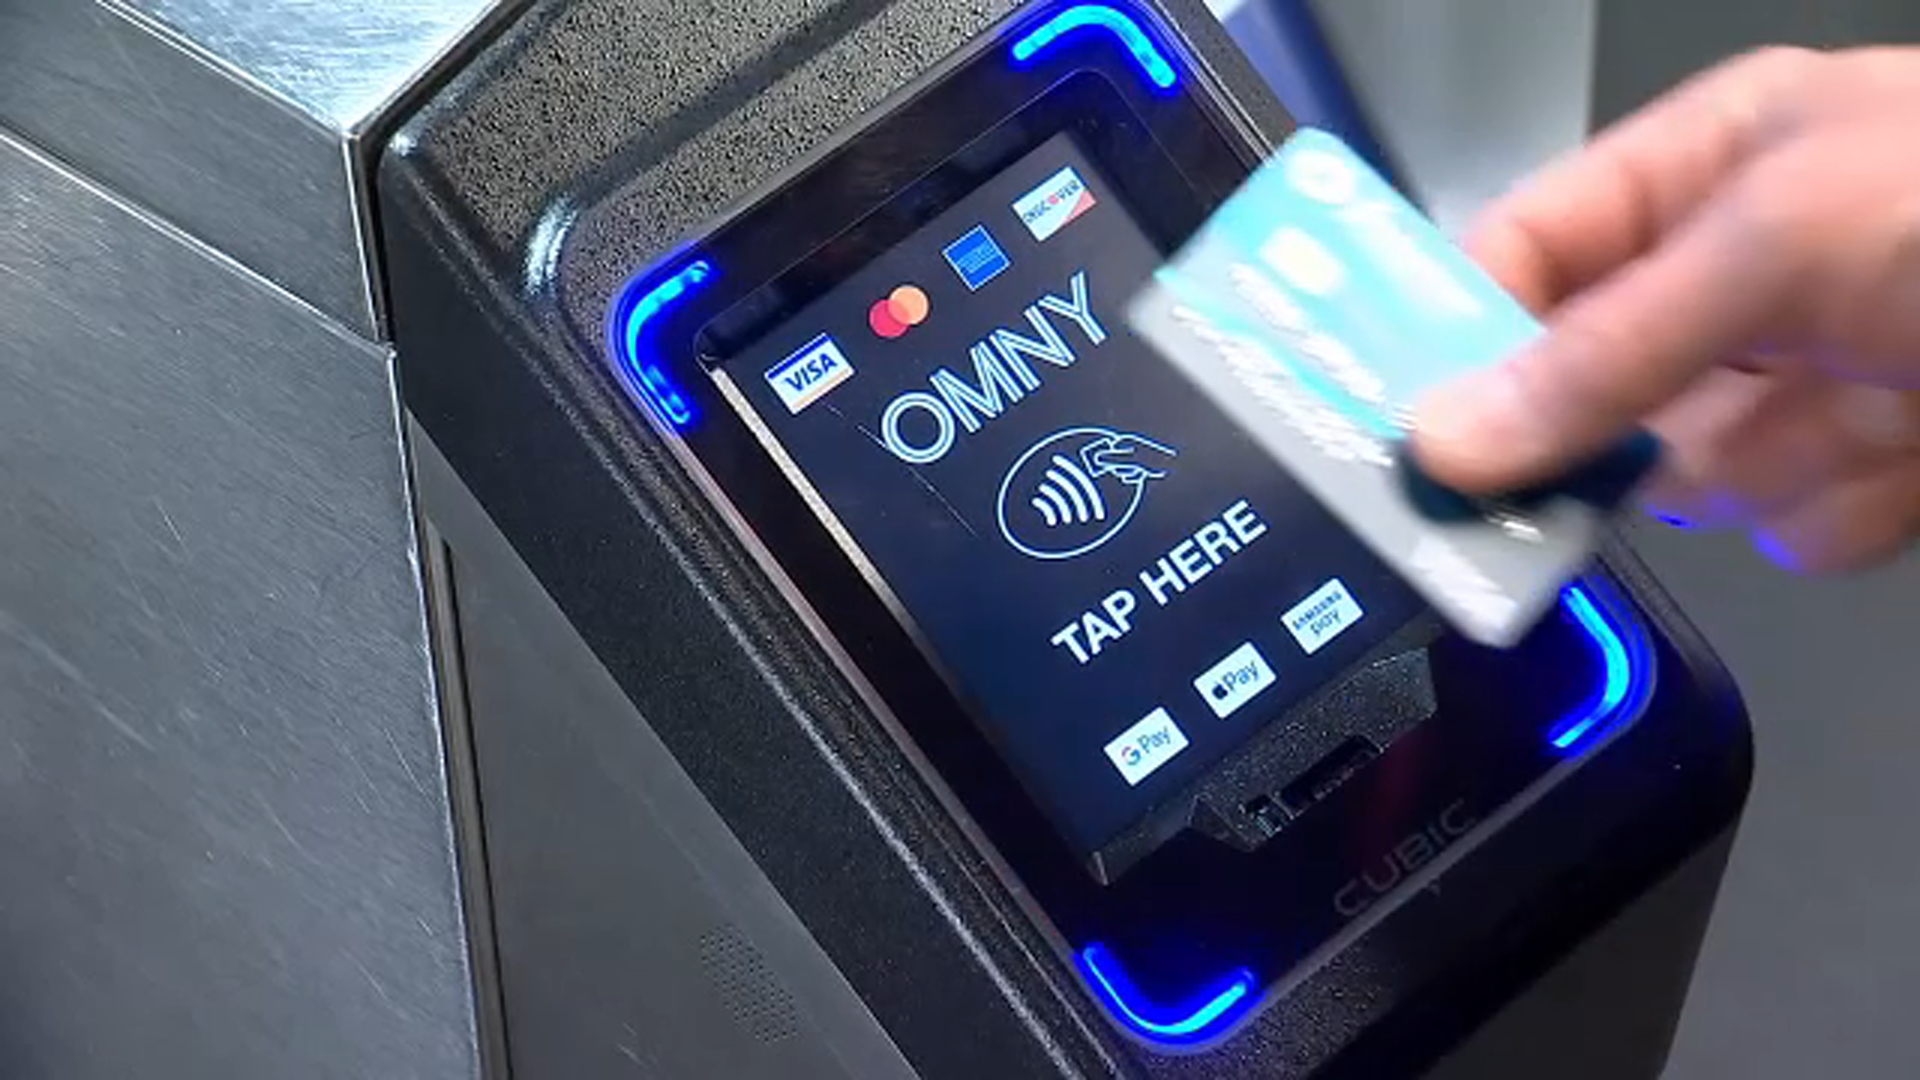 VISA
DISCOVER
OMNY
TAP HERE
G Pay
Pay
SAMSUNG
pay
CUBIC